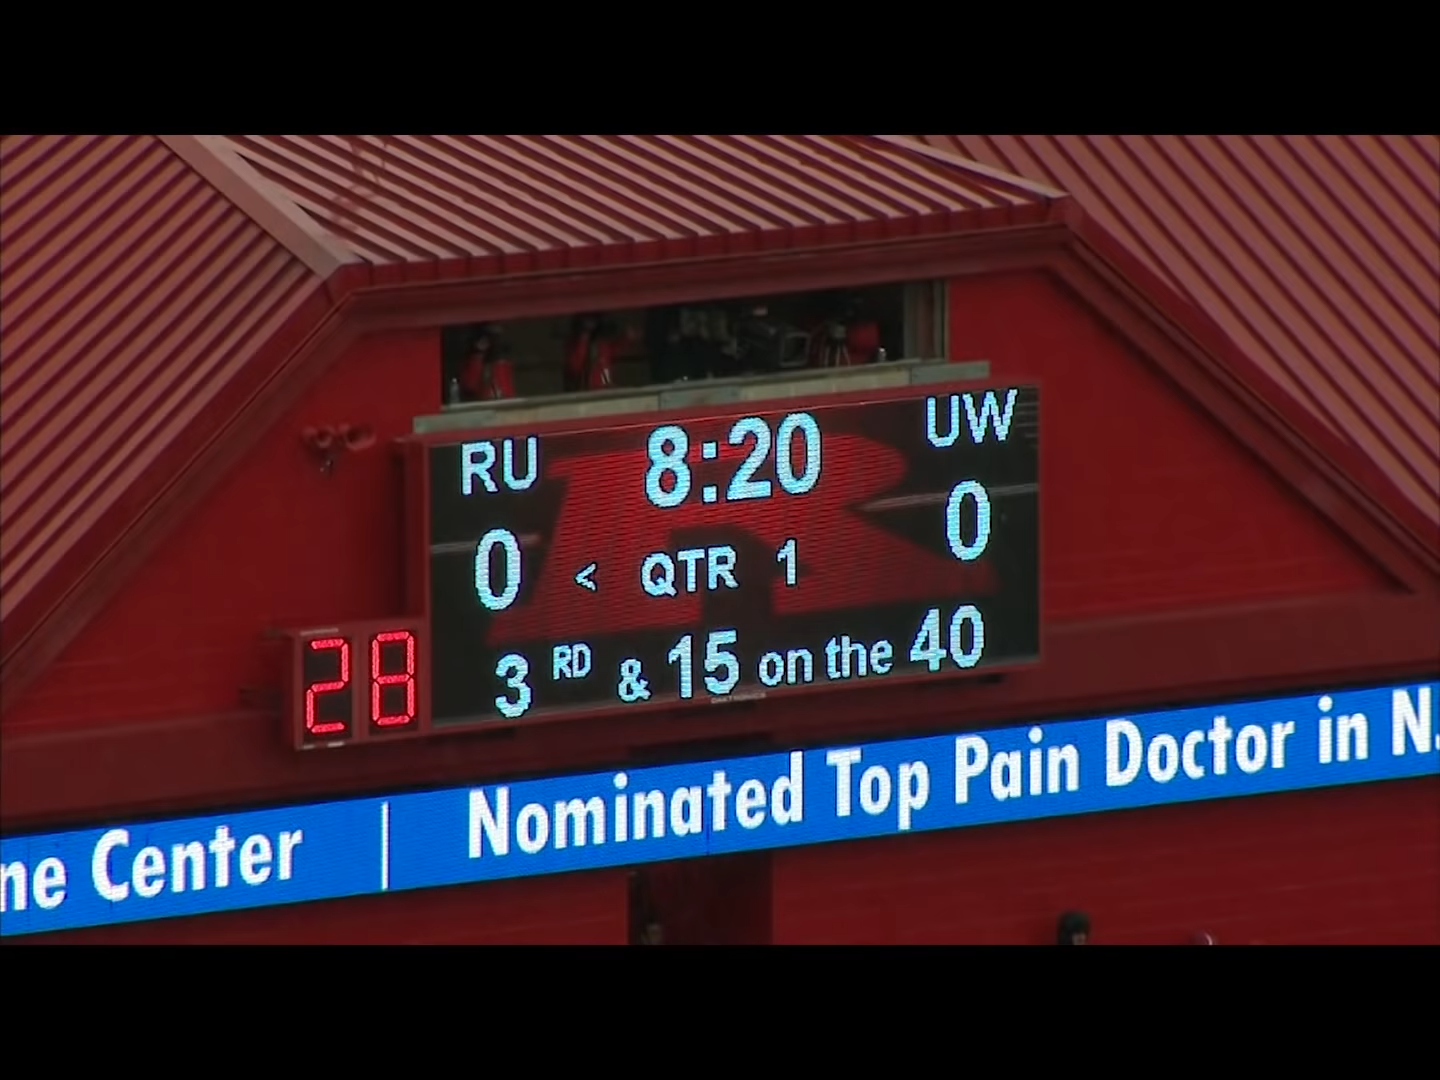 RU 8:20 UW
0 < QTR 1 0
28
3 RD & 15 on the 40
ne Center | Nominated Top Pain Doctor in N.